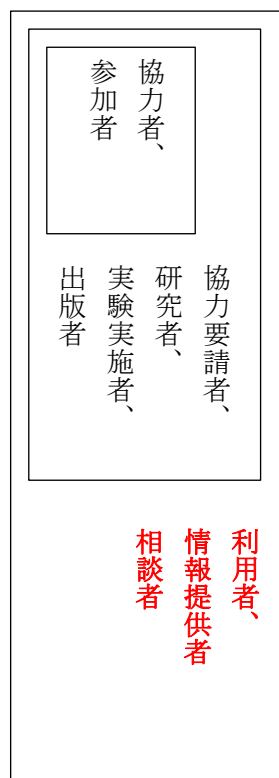 協力者、
参加者
協力要請者、
研究者、
実験実施者、
出版者
利用者、
情報提供者
相談者